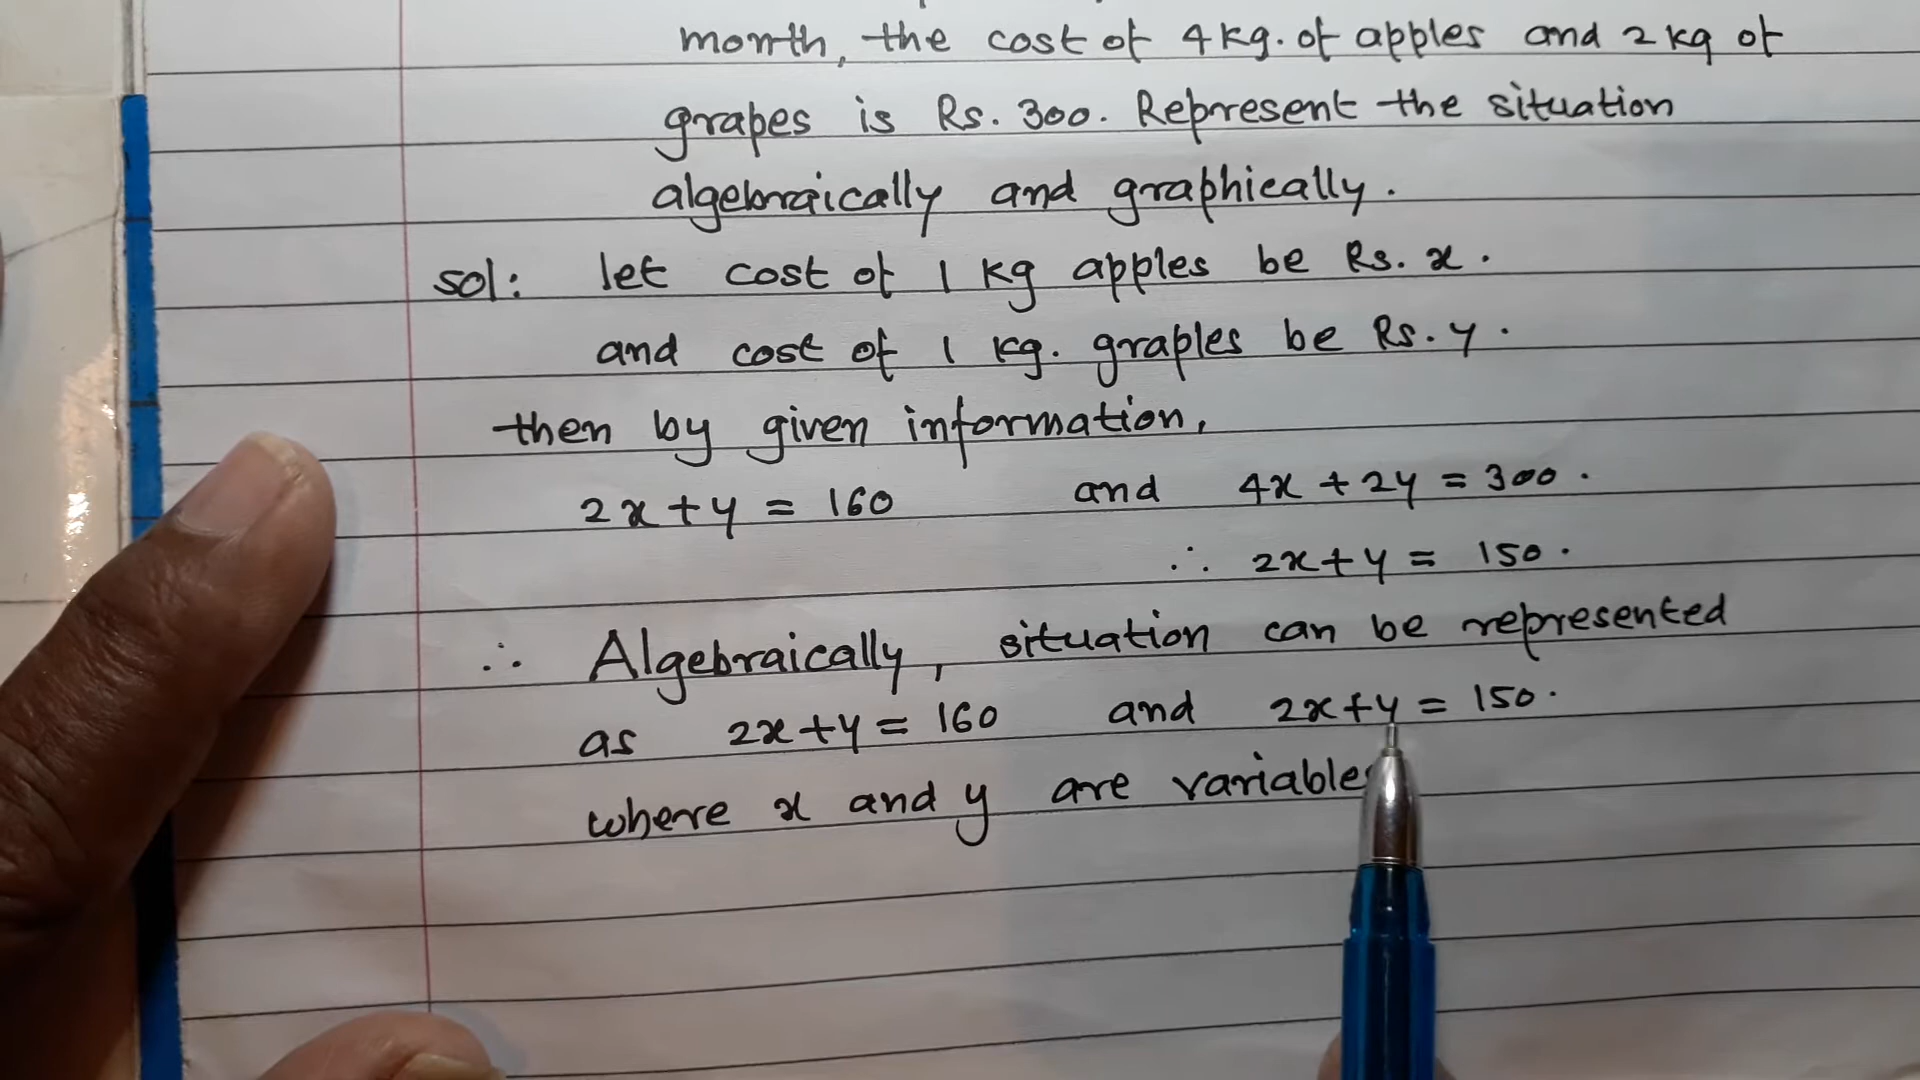 month, the cost of 4kg. of apples and 2 kg of
grapes is Rs. 300. Represent the situation
algebraically and graphically.
sol: let cost of 1 kg apples be Rs. x.
and cost of 1 kg. graples be Rs. y.
then by given information,
2x+y = 160 and 4x + 2y = 300.
∴ 2x+y = 150.
∴ Algebraically, situation can be represented
as 2x+y = 160 and 2x+y = 150.
where x and y are variable